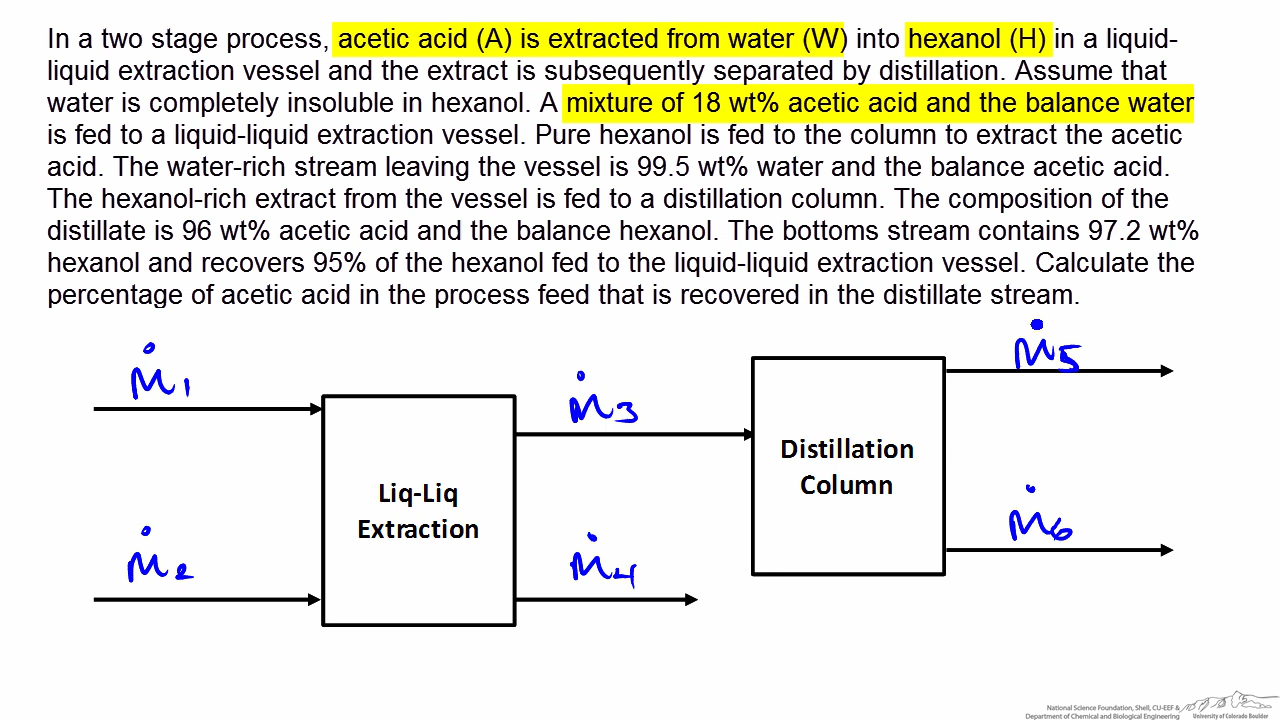 In a two stage process, acetic acid (A) is extracted from water (W) into hexanol (H) in a liquid-
liquid extraction vessel and the extract is subsequently separated by distillation. Assume that
water is completely insoluble in hexanol. A mixture of 18 wt% acetic acid and the balance water
is fed to a liquid-liquid extraction vessel. Pure hexanol is fed to the column to extract the acetic
acid. The water-rich stream leaving the vessel is 99.5 wt% water and the balance acetic acid.
The hexanol-rich extract from the vessel is fed to a distillation column. The composition of the
distillate is 96 wt% acetic acid and the balance hexanol. The bottoms stream contains 97.2 wt%
hexanol and recovers 95% of the hexanol fed to the liquid-liquid extraction vessel. Calculate the
percentage of acetic acid in the process feed that is recovered in the distillate stream.
ṁ1
ṁ3
ṁ5
Liq-Liq
Extraction
Distillation
Column
ṁ2
ṁ4
ṁ6
National Science Foundation, Shell, CU-EEF &
Department of Chemical and Biological Engineering
University of Colorado Boulder